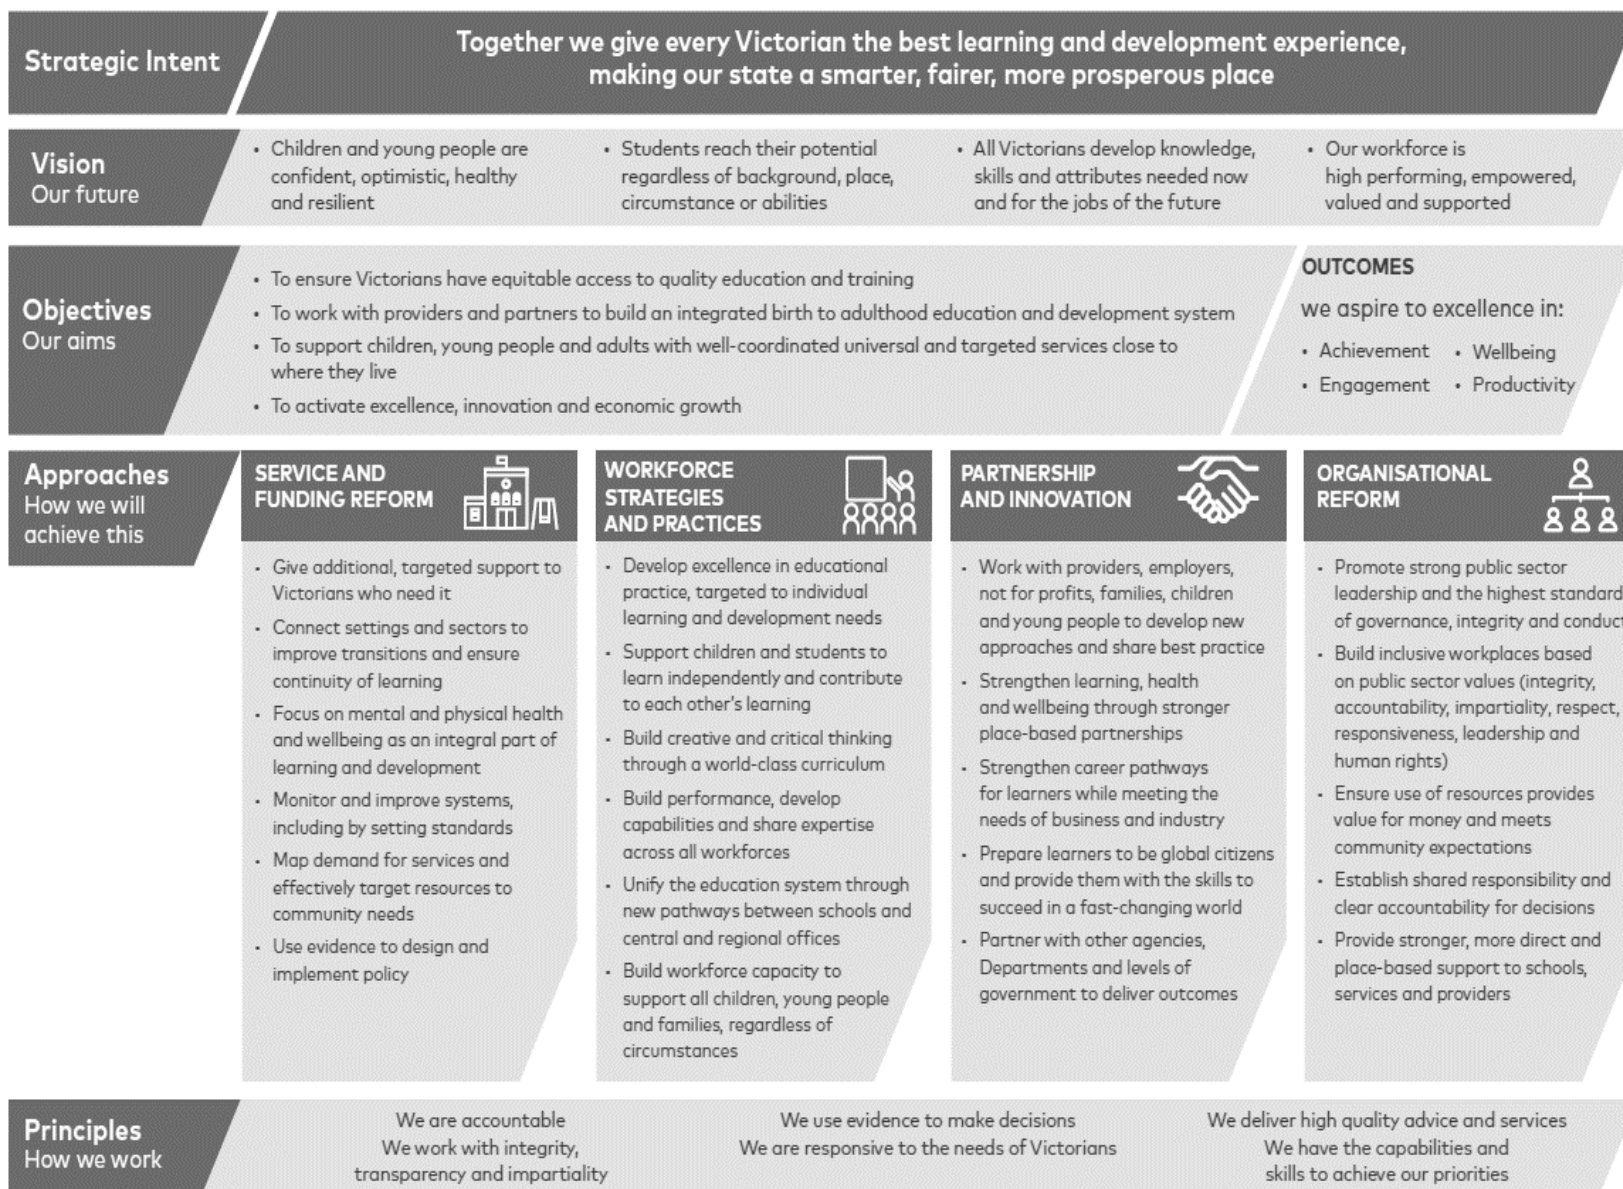 Strategic Intent
Together we give every Victorian the best learning and development experience,
making our state a smarter, fairer, more prosperous place
Vision
Our future
• Children and young people are
confident, optimistic, healthy
and resilient
• Students reach their potential
regardless of background, place,
circumstance or abilities
• All Victorians develop knowledge,
skills and attributes needed now
and for the jobs of the future
• Our workforce is
high performing, empowered,
valued and supported
Objectives
Our aims
• To ensure Victorians have equitable access to quality education and training
• To work with providers and partners to build an integrated birth to adulthood education and development system
• To support children, young people and adults with well-coordinated universal and targeted services close to
where they live
• To activate excellence, innovation and economic growth
OUTCOMES
we aspire to excellence in:
• Achievement • Wellbeing
• Engagement • Productivity
Approaches
How we will
achieve this
SERVICE AND
FUNDING REFORM
• Give additional, targeted support to
Victorians who need it
• Connect settings and sectors to
improve transitions and ensure
continuity of learning
• Focus on mental and physical health
and wellbeing as an integral part of
learning and development
• Monitor and improve systems,
including by setting standards
• Map demand for services and
effectively target resources to
community needs
• Use evidence to design and
implement policy
WORKFORCE
STRATEGIES
AND PRACTICES
• Develop excellence in educational
practice, targeted to individual
learning and development needs
• Support children and students to
learn independently and contribute
to each other's learning
• Build creative and critical thinking
through a world-class curriculum
• Build performance, develop
capabilities and share expertise
across all workforces
• Unify the education system through
new pathways between schools and
central and regional offices
• Build workforce capacity to
support all children, young people
and families, regardless of
circumstances
PARTNERSHIP
AND INNOVATION
• Work with providers, employers,
not for profits, families, children
and young people to develop new
approaches and share best practice
• Strengthen learning, health
and wellbeing through stronger
place-based partnerships
• Strengthen career pathways
for learners while meeting the
needs of business and industry
• Prepare learners to be global citizens
and provide them with the skills to
succeed in a fast-changing world
• Partner with other agencies,
Departments and levels of
government to deliver outcomes
ORGANISATIONAL
REFORM
• Promote strong public sector
leadership and the highest standard
of governance, integrity and conduct
• Build inclusive workplaces based
on public sector values (integrity,
accountability, impartiality, respect,
responsiveness, leadership and
human rights)
• Ensure use of resources provides
value for money and meets
community expectations
• Establish shared responsibility and
clear accountability for decisions
• Provide stronger, more direct and
place-based support to schools,
services and providers
Principles
How we work
We are accountable
We work with integrity,
transparency and impartiality
We use evidence to make decisions
We are responsive to the needs of Victorians
We deliver high quality advice and services
We have the capabilities and
skills to achieve our priorities